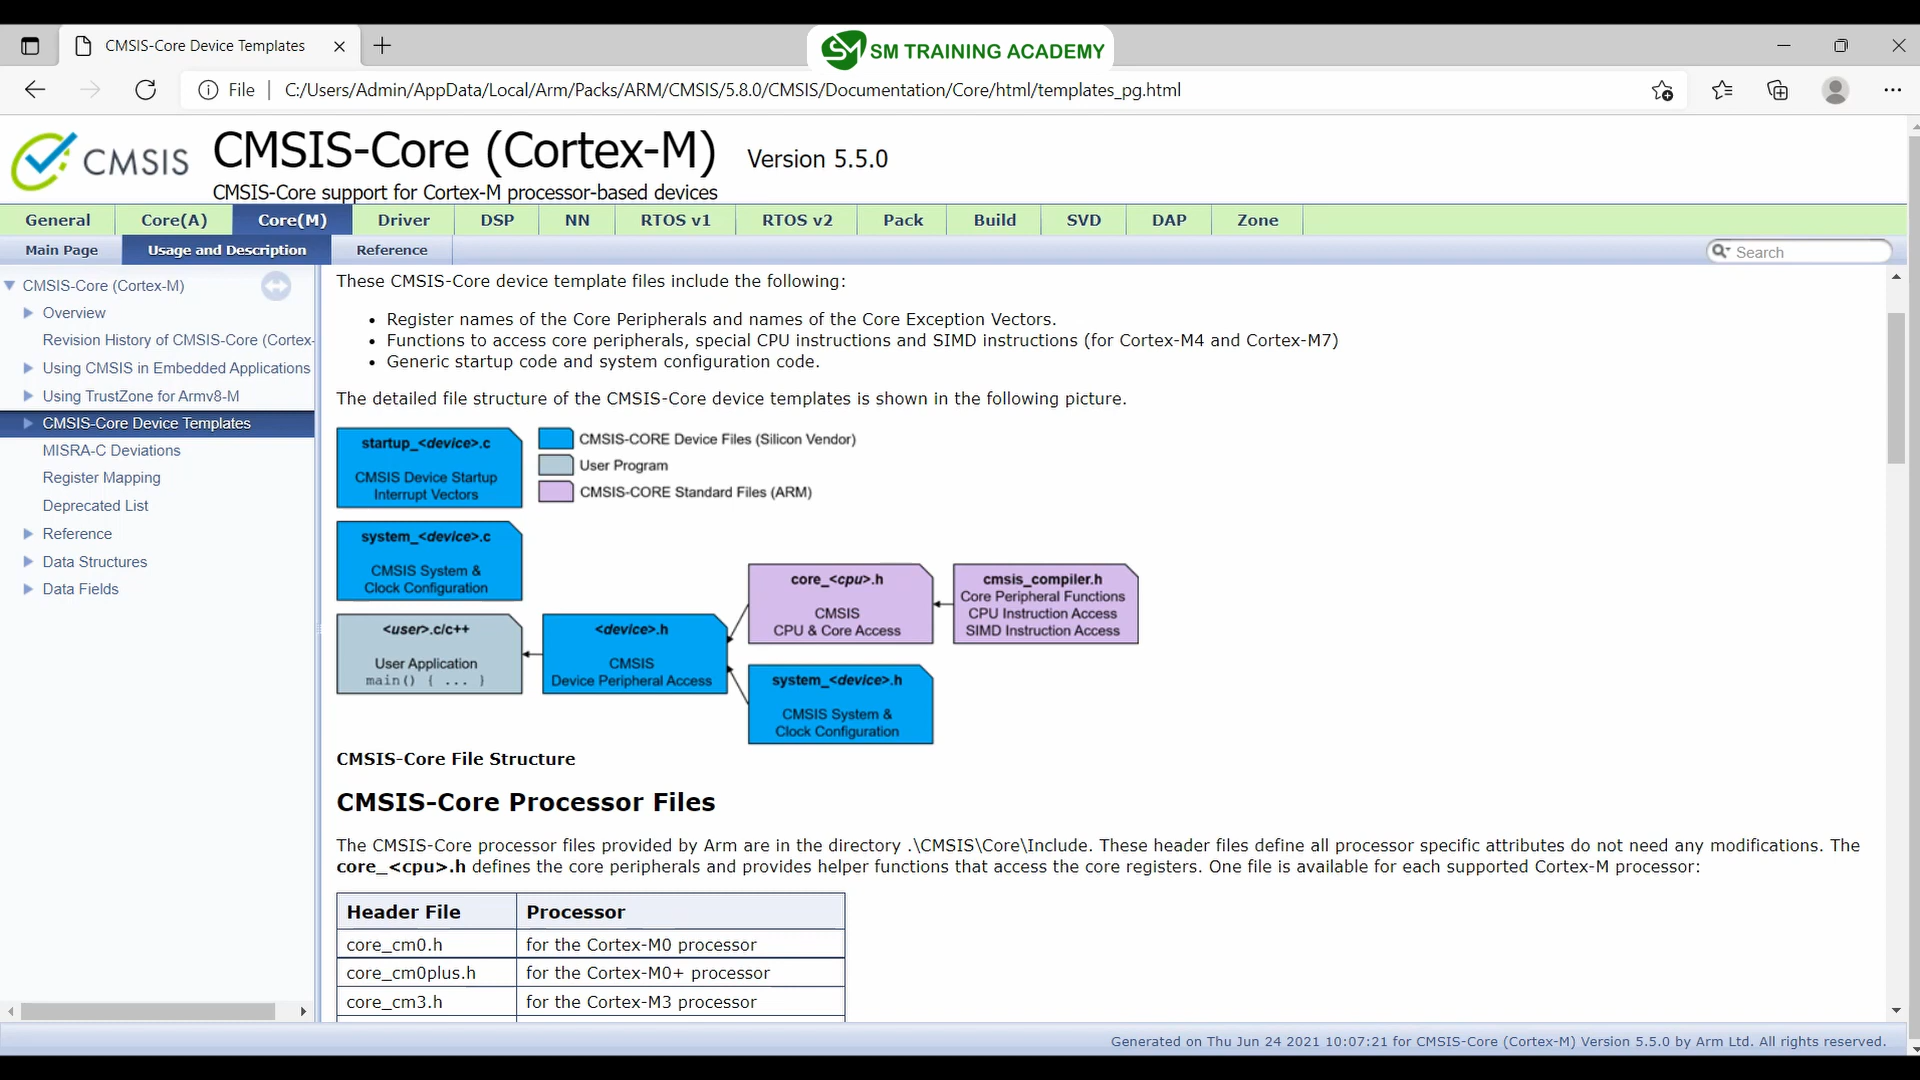 CMSIS-Core Device Templates
SM TRAINING ACADEMY
File
C:/Users/Admin/AppData/Local/Arm/Packs/ARM/CMSIS/5.8.0/CMSIS/Documentation/Core/html/templates_pg.html
CMSIS
CMSIS-Core (Cortex-M) Version 5.5.0
CMSIS-Core support for Cortex-M processor-based devices
General Core(A) Core(M) Driver DSP NN RTOS v1 RTOS v2 Pack Build SVD DAP Zone
Main Page Usage and Description Reference Search
CMSIS-Core (Cortex-M)
Overview
Revision History of CMSIS-Core (Cortex-
Using CMSIS in Embedded Applications
Using TrustZone for Armv8-M
CMSIS-Core Device Templates
MISRA-C Deviations
Register Mapping
Deprecated List
Reference
Data Structures
Data Fields
These CMSIS-Core device template files include the following:
• Register names of the Core Peripherals and names of the Core Exception Vectors.
• Functions to access core peripherals, special CPU instructions and SIMD instructions (for Cortex-M4 and Cortex-M7)
• Generic startup code and system configuration code.
The detailed file structure of the CMSIS-Core device templates is shown in the following picture.
startup_<device>.c
CMSIS Device Startup
Interrupt Vectors
CMSIS-CORE Device Files (Silicon Vendor)
User Program
CMSIS-CORE Standard Files (ARM)
system_<device>.c
CMSIS System &
Clock Configuration
<user>.c/c++
User Application
main() { ... }
<device>.h
CMSIS
Device Peripheral Access
core_<cpu>.h
CMSIS
CPU & Core Access
cmsis_compiler.h
Core Peripheral Functions
CPU Instruction Access
SIMD Instruction Access
system_<device>.h
CMSIS System &
Clock Configuration
CMSIS-Core File Structure
CMSIS-Core Processor Files
The CMSIS-Core processor files provided by Arm are in the directory .\CMSIS\Core\Include. These header files define all processor specific attributes do not need any modifications. The
core_<cpu>.h defines the core peripherals and provides helper functions that access the core registers. One file is available for each supported Cortex-M processor:
Header File Processor
core_cm0.h for the Cortex-M0 processor
core_cm0plus.h for the Cortex-M0+ processor
core_cm3.h for the Cortex-M3 processor
Generated on Thu Jun 24 2021 10:07:21 for CMSIS-Core (Cortex-M) Version 5.5.0 by Arm Ltd. All rights reserved.